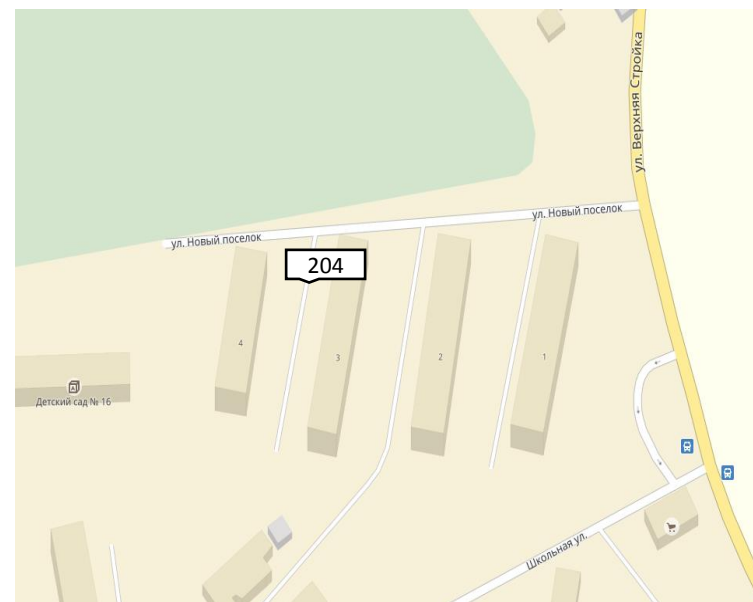 ул. Верхняя Стройка
ул. Новый поселок
ул. Новый поселок
204
4
3
2
1
Детский сад № 16
Школьная ул.